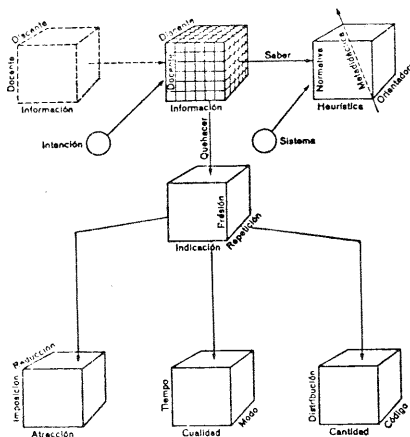 Discente
Docente
Información
Discente
Docente
Información
Saber
Normativa
Metadidáctica
Orientador
Heurística
Intención
Sistema
Quehacer
Presión
Repetición
Indicación
Reducción
Imposición
Atracción
Tiempo
Modo
Cualidad
Distribución
Código
Cantidad